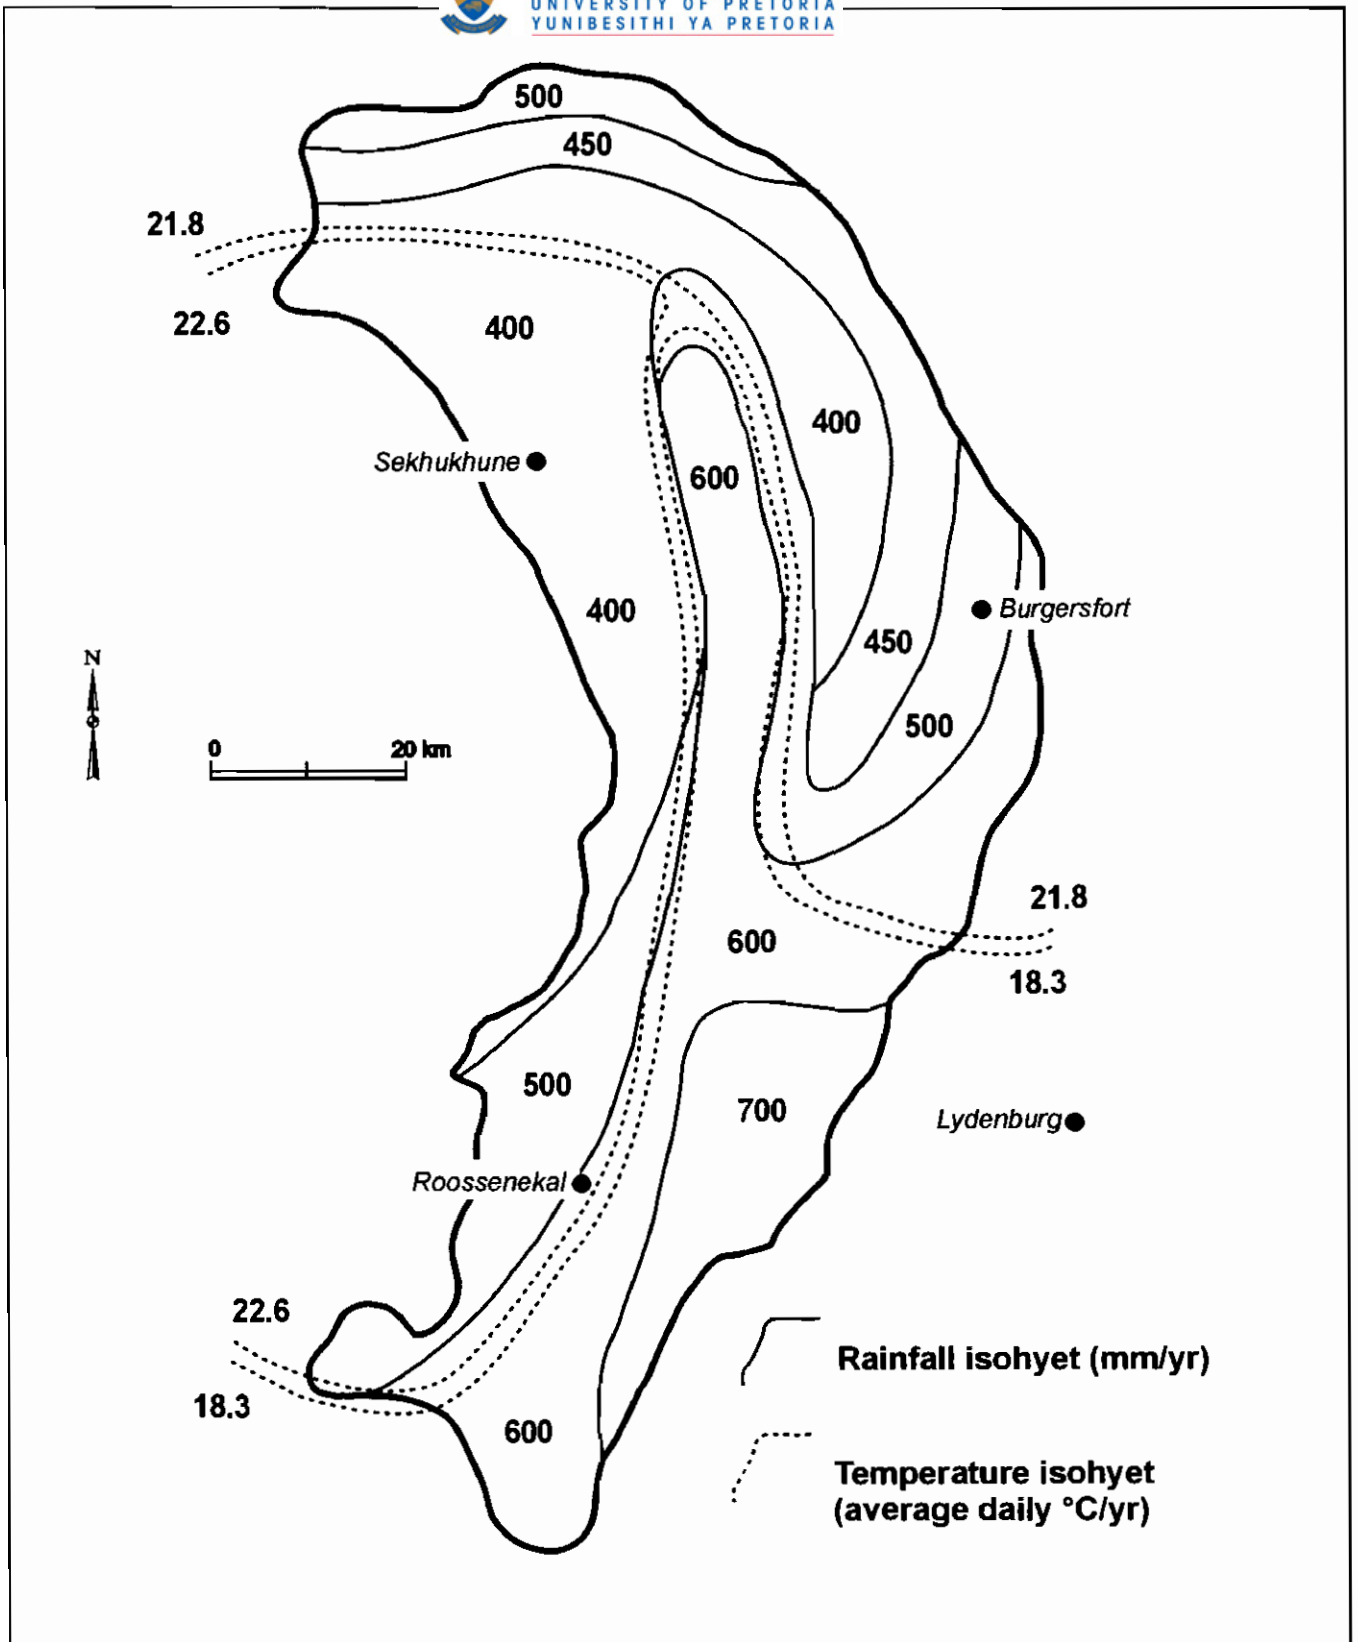 UNIVERSITY OF PRETORIA
YUNIBESITHI YA PRETORIA
500
450
21.8
22.6
400
400
Sekhukhune
600
400
Burgersfort
450
N
500
0 20 km
21.8
600
18.3
500
700
Lydenburg
Roossenekal
22.6
Rainfall isohyet (mm/yr)
18.3
600
Temperature isohyet
(average daily °C/yr)